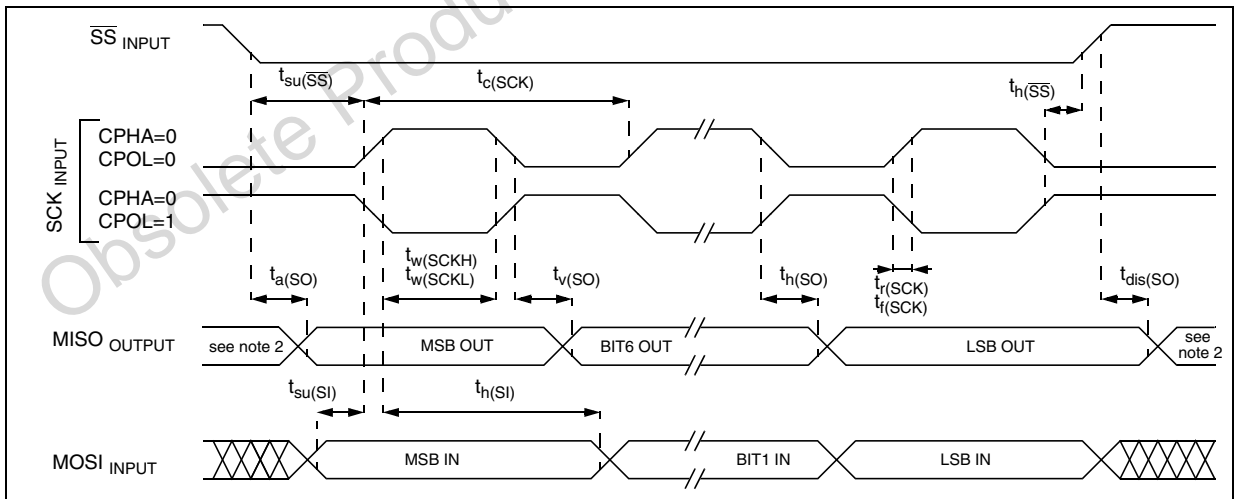 Obsolete Produ
SS INPUT
tsu(SS)
tc(SCK)
th(SS)
SCK INPUT
CPHA=0
CPOL=0
CPHA=0
CPOL=1
ta(SO)
tw(SCKH)
tw(SCKL)
tv(SO)
th(SO)
tr(SCK)
tf(SCK)
tdis(SO)
MISO OUTPUT
see note 2
MSB OUT
BIT6 OUT
LSB OUT
see
note 2
tsu(SI)
th(SI)
MOSI INPUT
MSB IN
BIT1 IN
LSB IN